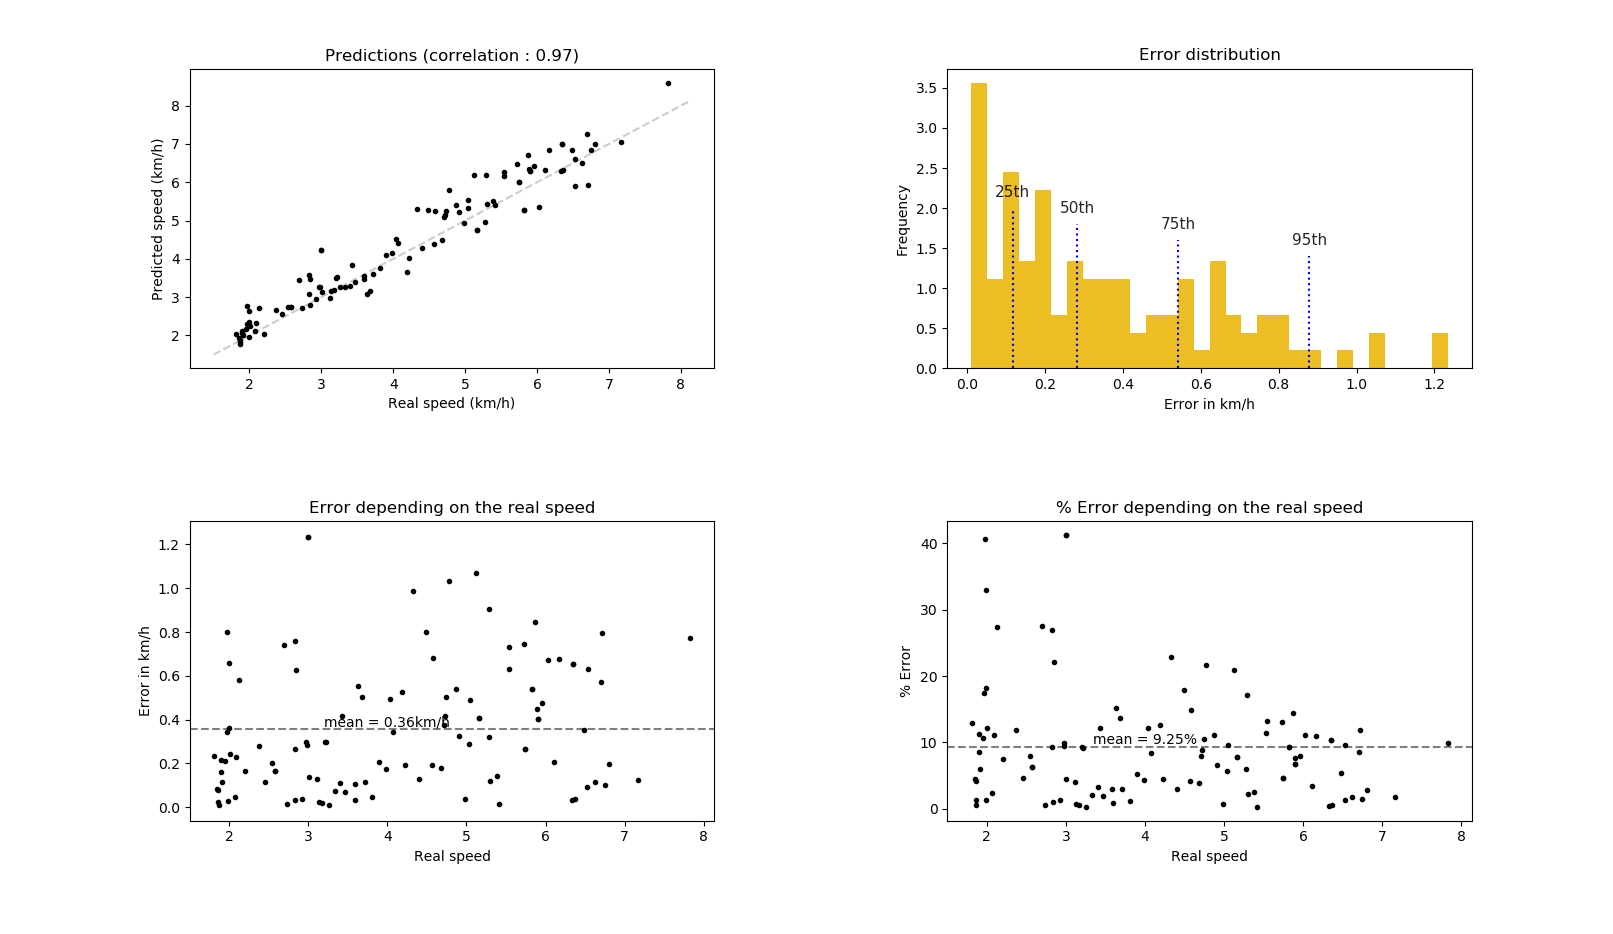 Predictions (correlation : 0.97)
Predicted speed (km/h)
8
7
6
5
4
3
2
2 3 4 5 6 7 8
Real speed (km/h)
Error distribution
Frequency
3.5
3.0
2.5
2.0
1.5
1.0
0.5
0.0
25th
50th
75th
95th
0.0 0.2 0.4 0.6 0.8 1.0 1.2
Error in km/h
Error depending on the real speed
Error in km/h
1.2
1.0
0.8
0.6
0.4
0.2
0.0
mean = 0.36km/h
2 3 4 5 6 7 8
Real speed
% Error depending on the real speed
% Error
40
30
20
10
0
mean = 9.25%
2 3 4 5 6 7 8
Real speed